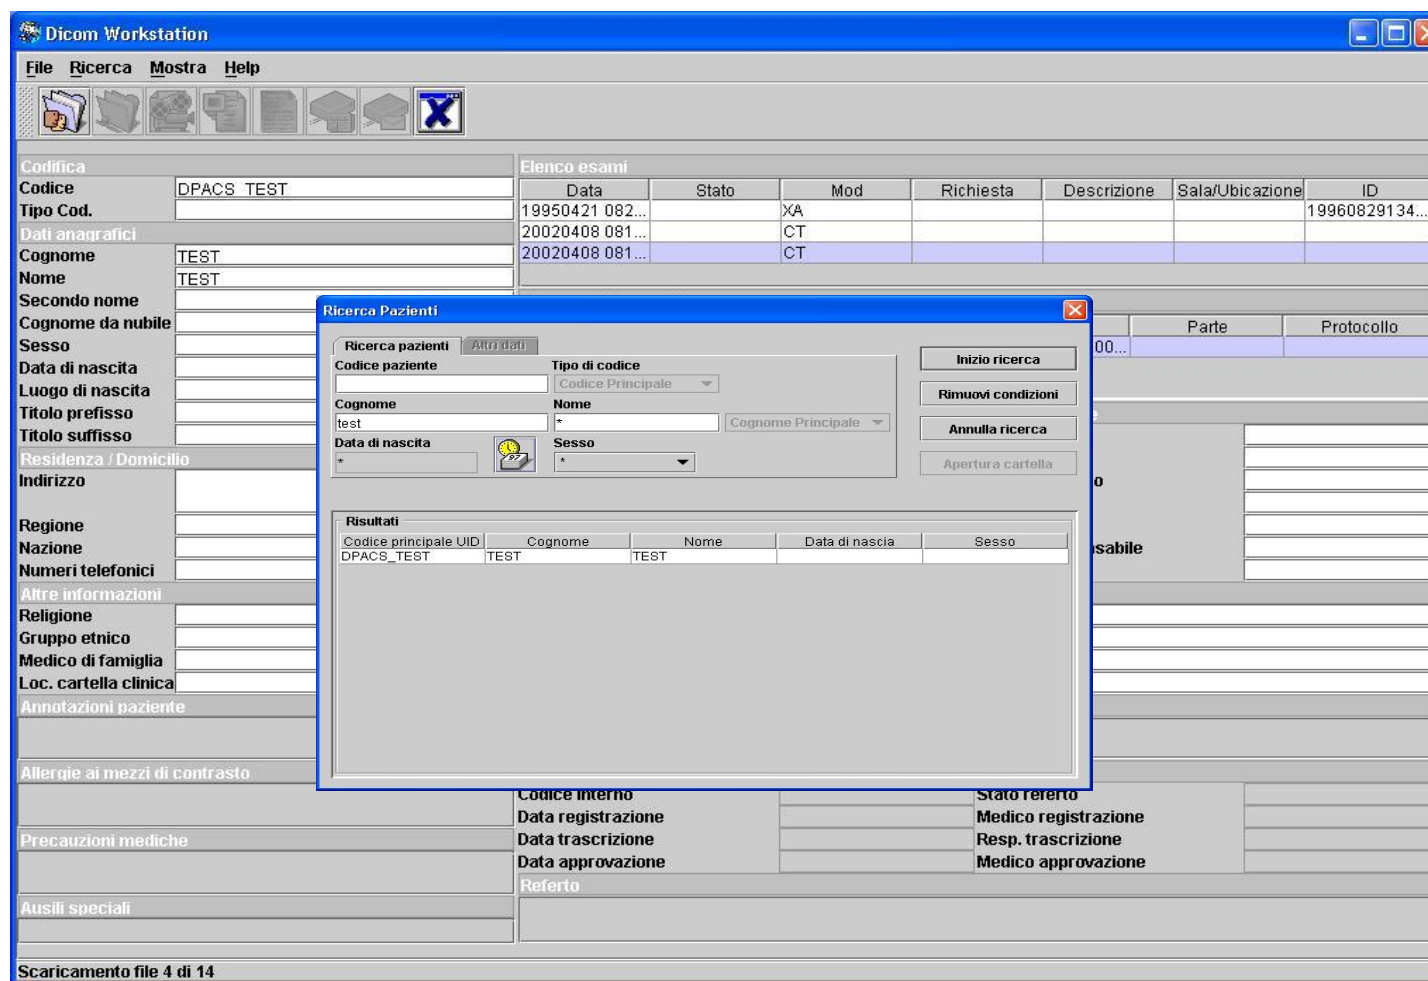 Dicom Workstation
File Ricerca Mostra Help
Codifica
Codice DPACS_TEST
Tipo Cod.
Dati anagrafici
Cognome TEST
Nome TEST
Secondo nome
Cognome da nubile
Sesso
Data di nascita
Luogo di nascita
Titolo prefisso
Titolo suffisso
Residenza / Domicilio
Indirizzo
Regione
Nazione
Numeri telefonici
Altre informazioni
Religione
Gruppo etnico
Medico di famiglia
Loc. cartella clinica
Annotazioni paziente
Allergie ai mezzi di contrasto
Precauzioni mediche
Ausili speciali
Elenco esami
Data Stato Mod Richiesta Descrizione Sala/Ubicazione ID
19950421 082... XA 19960829134...
20020408 081... CT
20020408 081... CT
Parte Protocollo
00...
Ricerca Pazienti
Ricerca pazienti Altri dati
Codice paziente Tipo di codice
Codice Principale
Cognome Nome
test * Cognome Principale
Data di nascita Sesso
* *
Inizio ricerca
Rimuovi condizioni
Annulla ricerca
Apertura cartella
Risultati
Codice principale UID Cognome Nome Data di nascia Sesso
DPACS_TEST TEST TEST
Codice interno Stato referto
Data registrazione Medico registrazione
Data trascrizione Resp. trascrizione
Data approvazione Medico approvazione
Referto
Scaricamento file 4 di 14